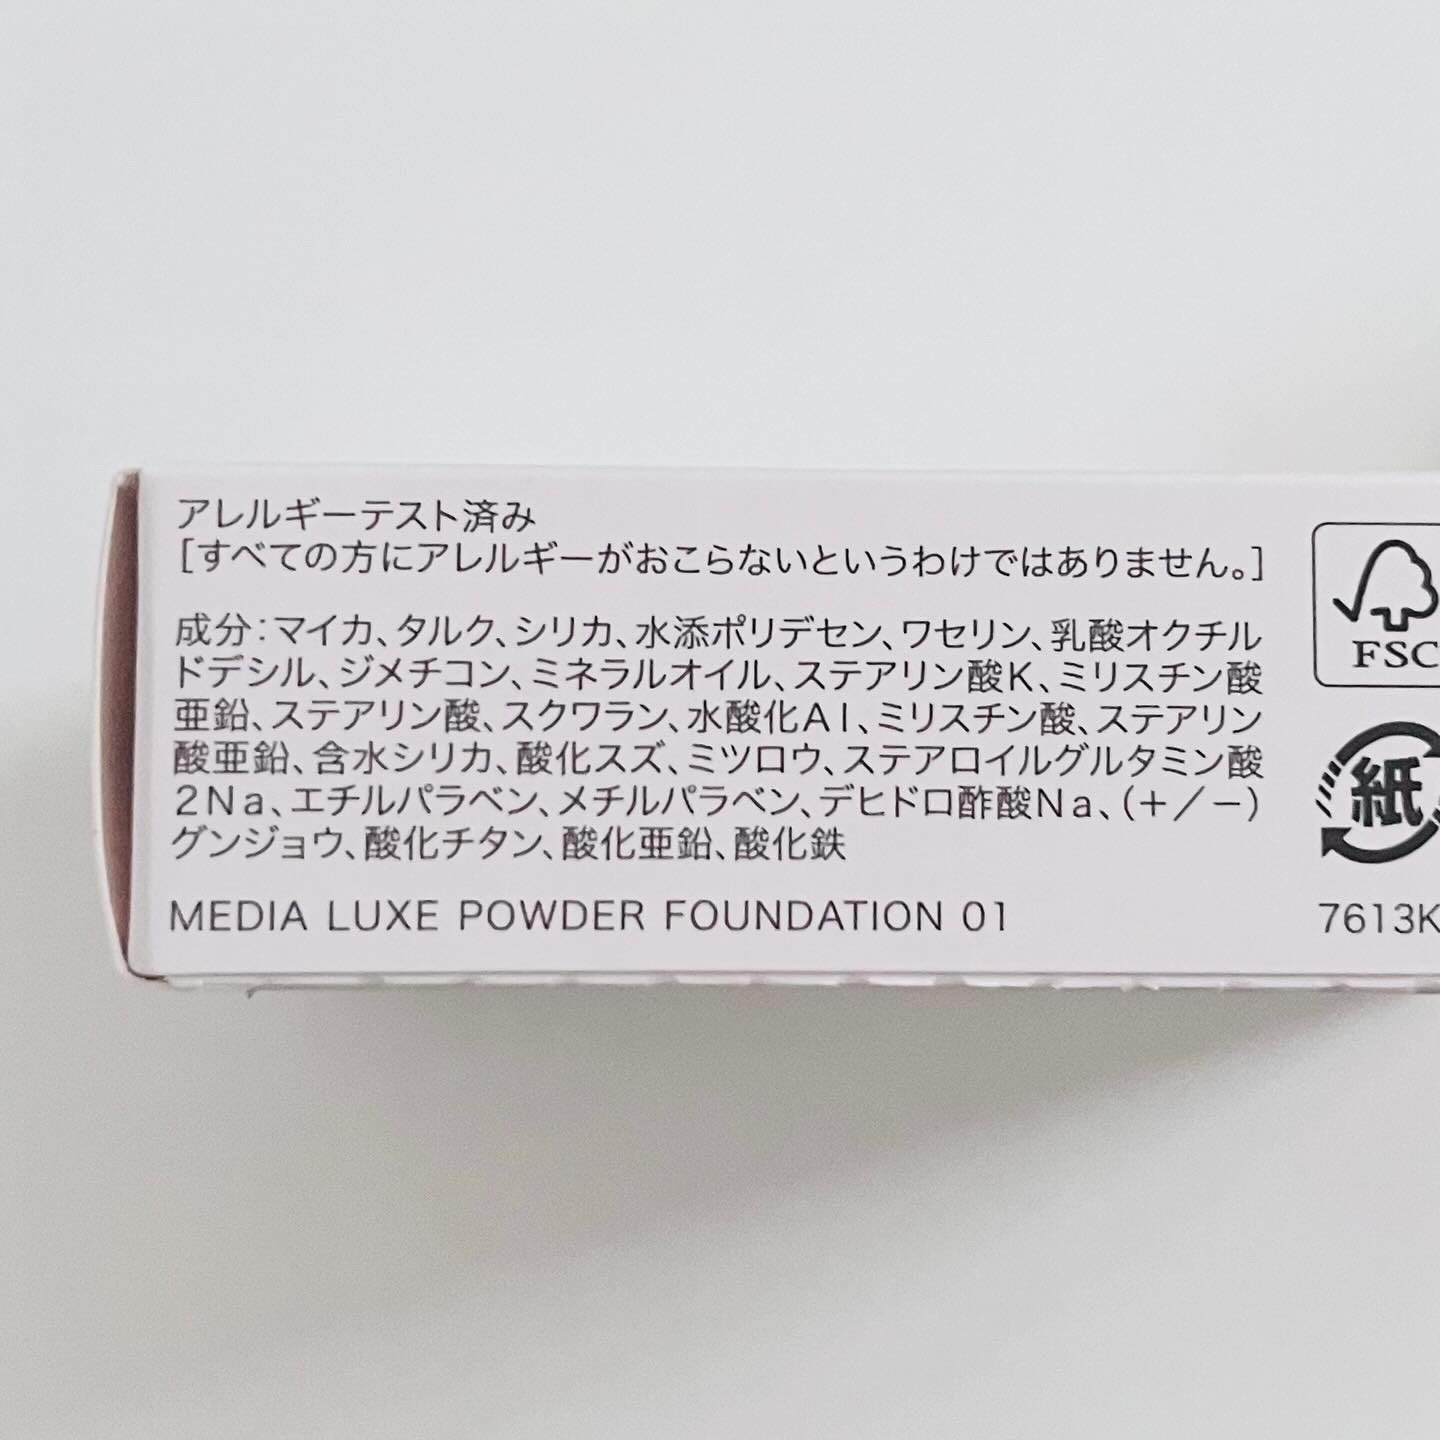 アレルギーテスト済み
[すべての方にアレルギーがおこらないというわけではありません。]
成分：マイカ、タルク、シリカ、水添ポリデセン、ワセリン、乳酸オクチル
ドデシル、ジメチコン、ミネラルオイル、ステアリン酸K、ミリスチン酸
亜鉛、ステアリン酸、スクワラン、水酸化Al、ミリスチン酸、ステアリン
酸亜鉛、含水シリカ、酸化スズ、ミツロウ、ステアロイルグルタミン酸
2Na、エチルパラベン、メチルパラベン、デヒドロ酢酸Na、（＋／－）
グンジョウ、酸化チタン、酸化亜鉛、酸化鉄
MEDIA LUXE POWDER FOUNDATION 01
FSC
紙
7613K